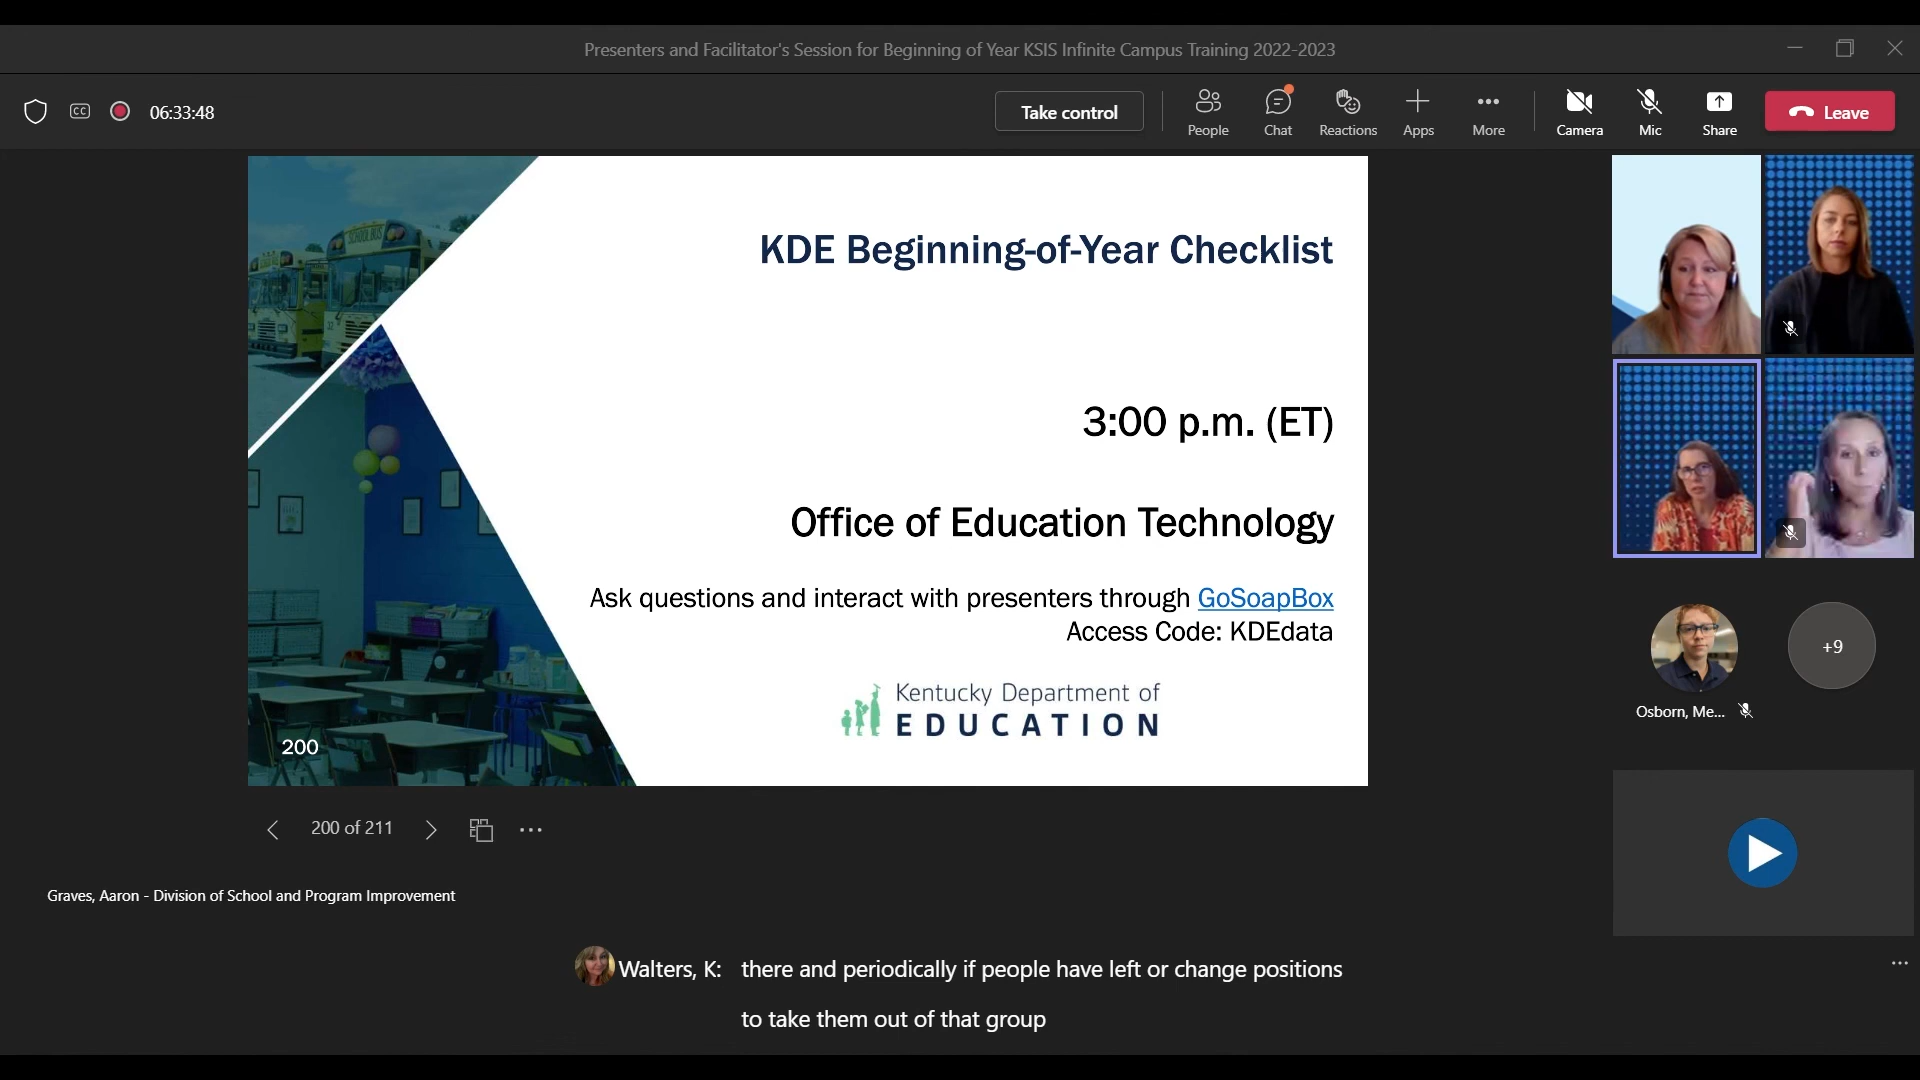 Presenters and Facilitator's Session for Beginning of Year KSIS Infinite Campus Training 2022-2023
CC
06:33:48
Take control
People
Chat
Reactions
Apps
More
Camera
Mic
Share
Leave
SCHOOL BUS
KDE Beginning-of-Year Checklist
3:00 p.m. (ET)
Office of Education Technology
Ask questions and interact with presenters through GoSoapBox
Access Code: KDEdata
Kentucky Department of
EDUCATION
200
Osborn, Me...
+9
200 of 211
Graves, Aaron - Division of School and Program Improvement
Walters, K: there and periodically if people have left or change positions
to take them out of that group